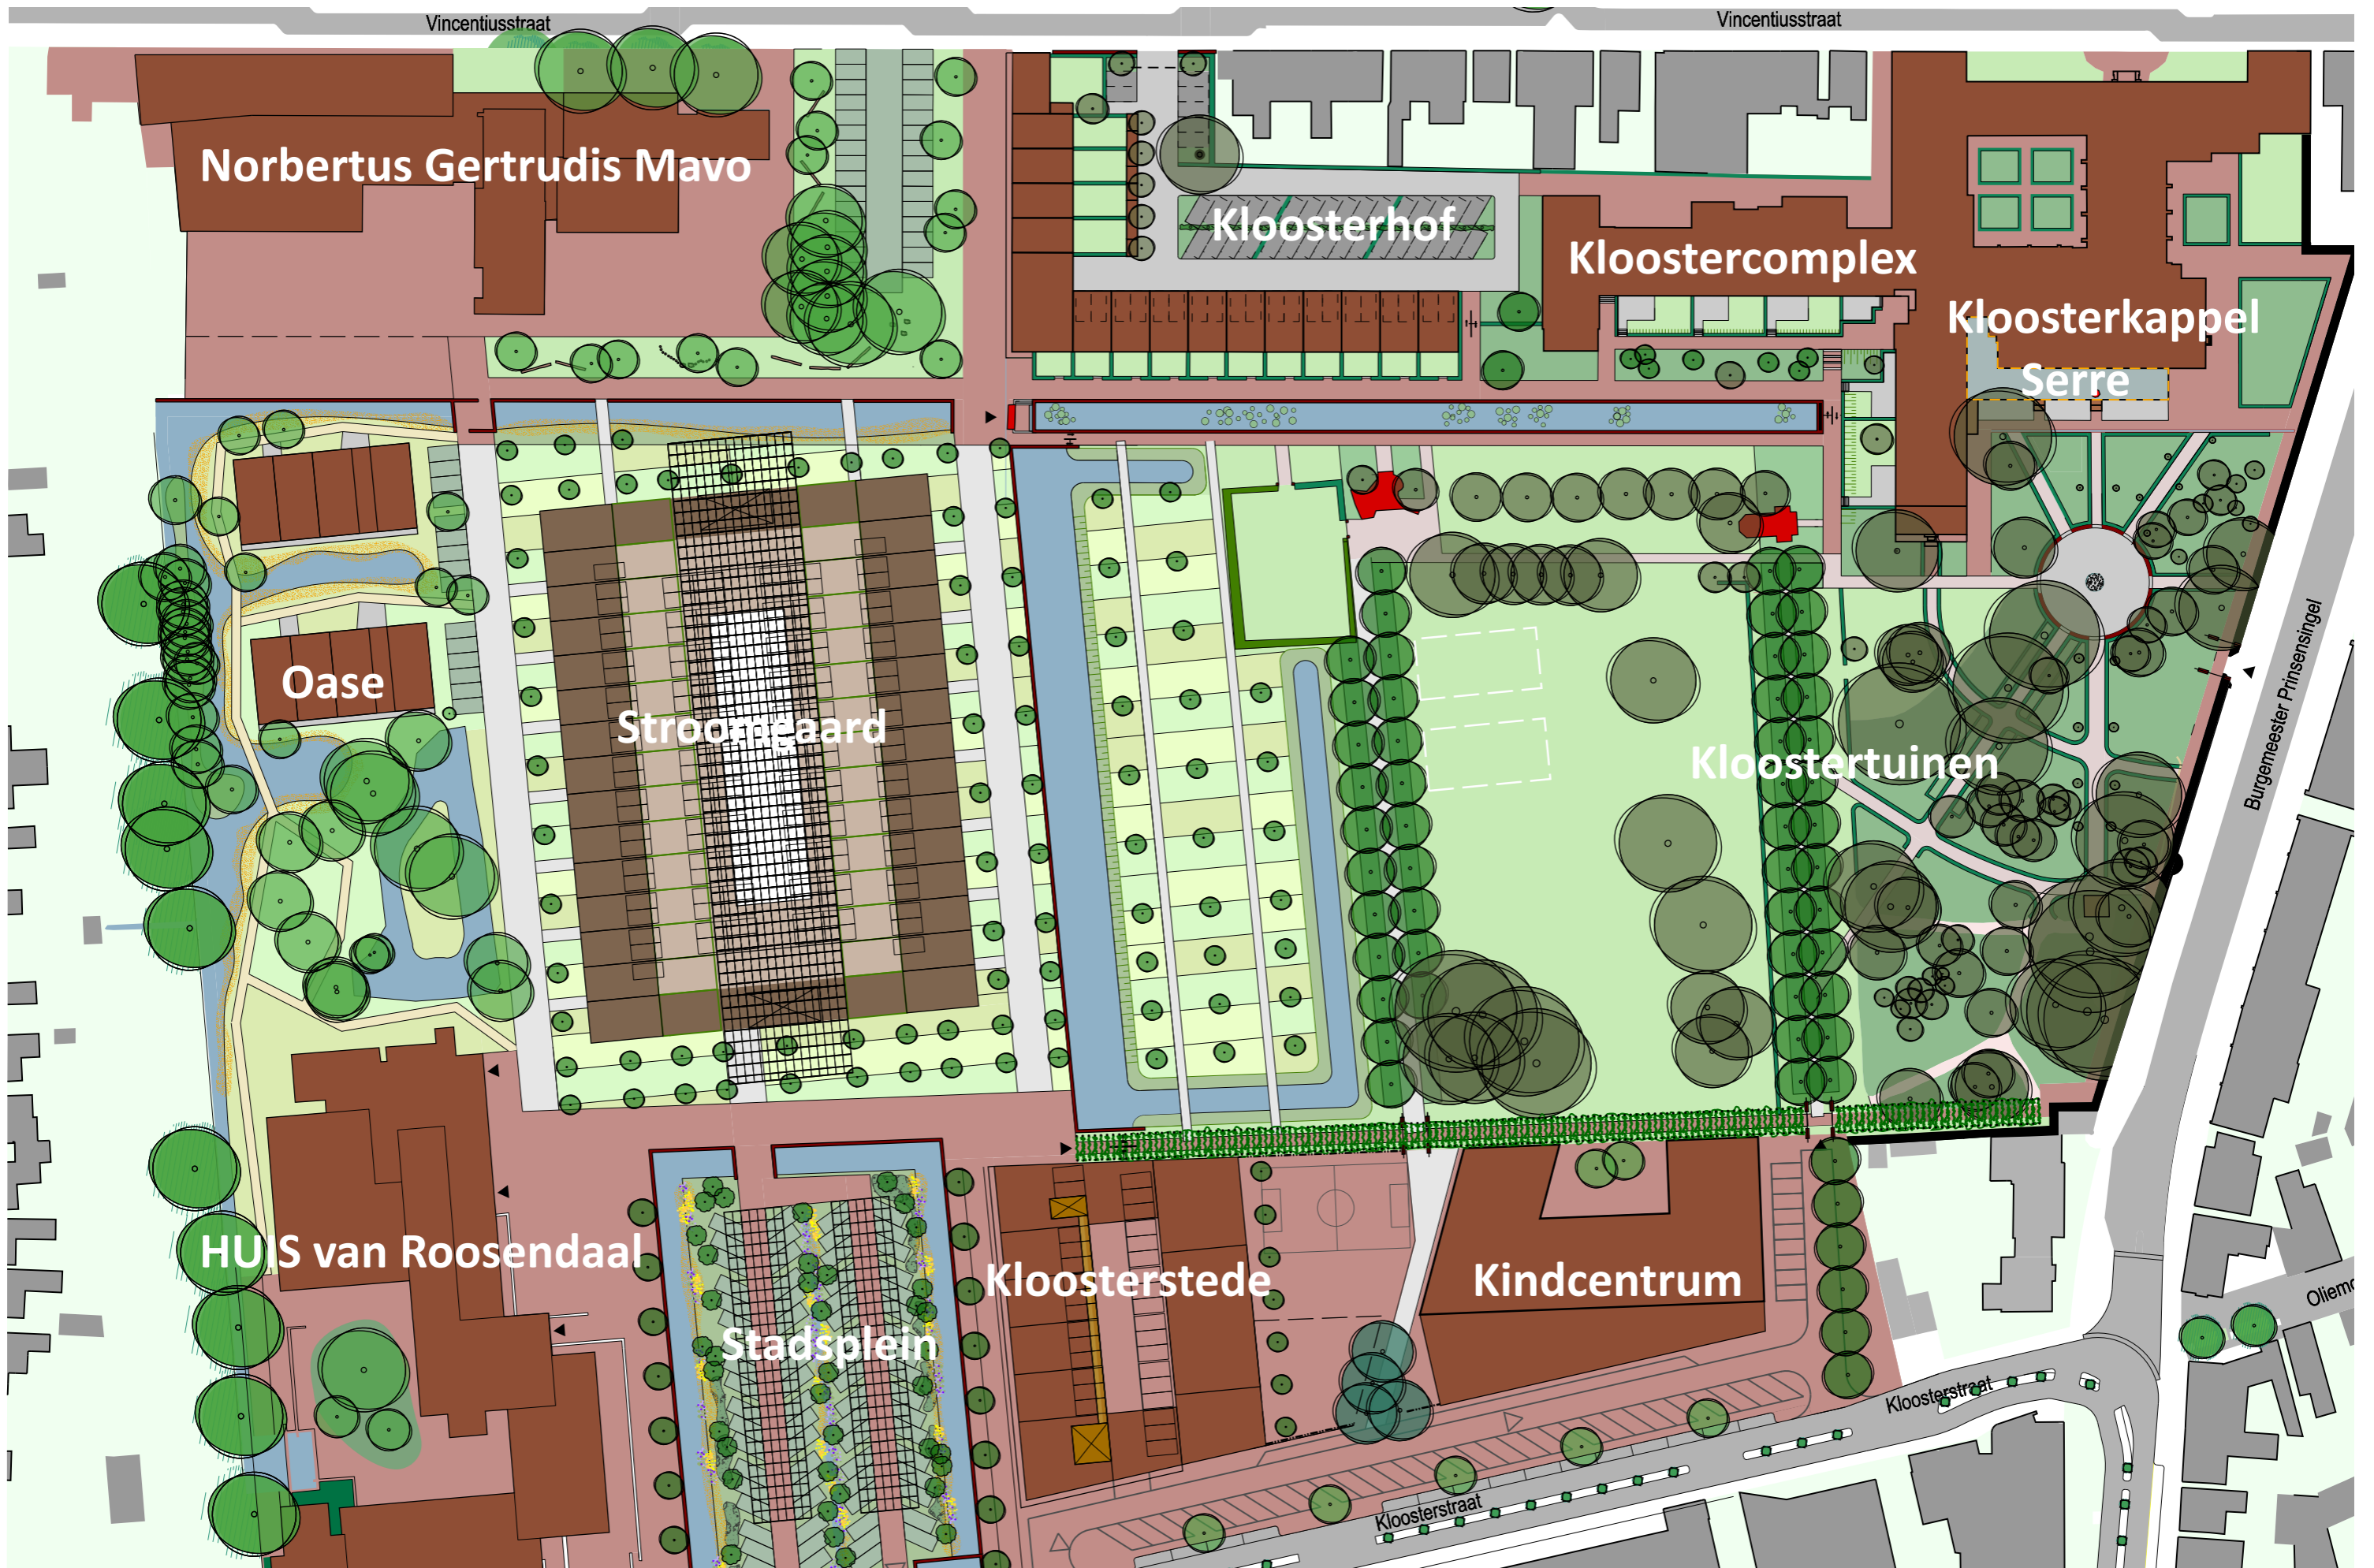 Vincentiusstraat
Vincentiusstraat
Norbertus Gertrudis Mavo
Kloosterhof
Kloostercomplex
Kloosterkappel
Serre
Oase
Stroomgaard
Kloostertuinen
Burgemeester Prinsensingel
HUIS van Roosendaal
Kloosterstede
Kindcentrum
Stadsplein
Kloosterstraat
Kloosterstraat